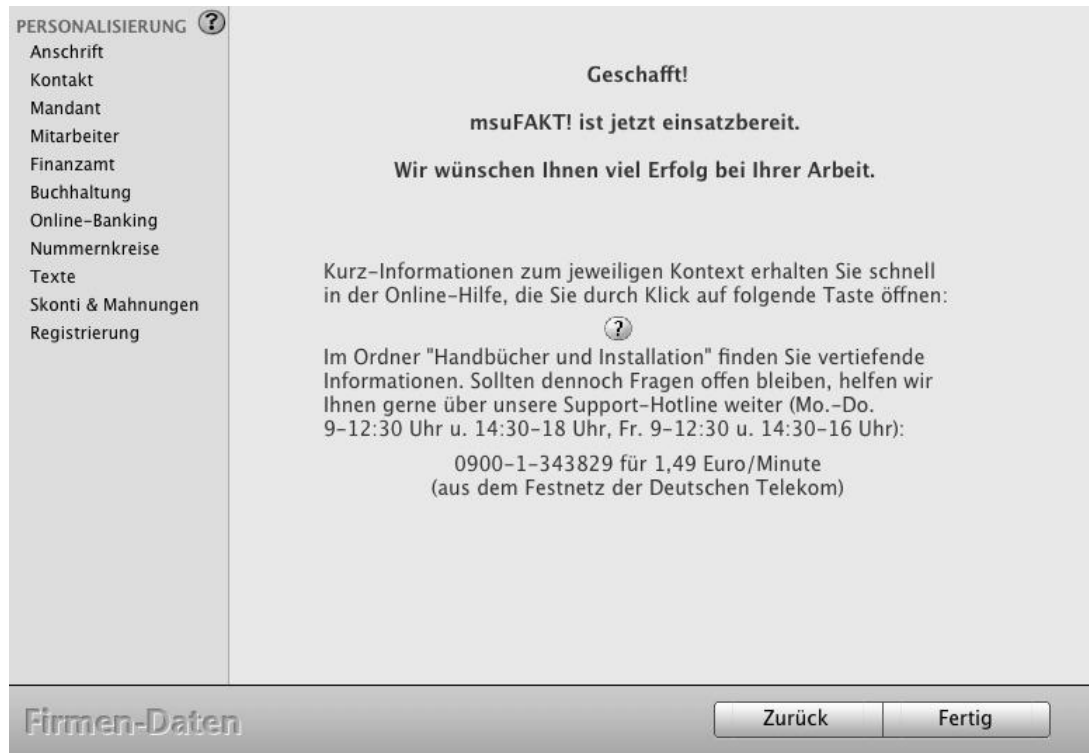 PERSONALISIERUNG ?
Anschrift
Kontakt
Mandant
Mitarbeiter
Finanzamt
Buchhaltung
Online-Banking
Nummernkreise
Texte
Skonti & Mahnungen
Registrierung
Geschafft!
msuFAKT! ist jetzt einsatzbereit.
Wir wünschen Ihnen viel Erfolg bei Ihrer Arbeit.
Kurz-Informationen zum jeweiligen Kontext erhalten Sie schnell
in der Online-Hilfe, die Sie durch Klick auf folgende Taste öffnen:
?
Im Ordner "Handbücher und Installation" finden Sie vertiefende
Informationen. Sollten dennoch Fragen offen bleiben, helfen wir
Ihnen gerne über unsere Support-Hotline weiter (Mo.-Do.
9-12:30 Uhr u. 14:30-18 Uhr, Fr. 9-12:30 u. 14:30-16 Uhr):
0900-1-343829 für 1,49 Euro/Minute
(aus dem Festnetz der Deutschen Telekom)
Firmen-Daten
Zurück
Fertig